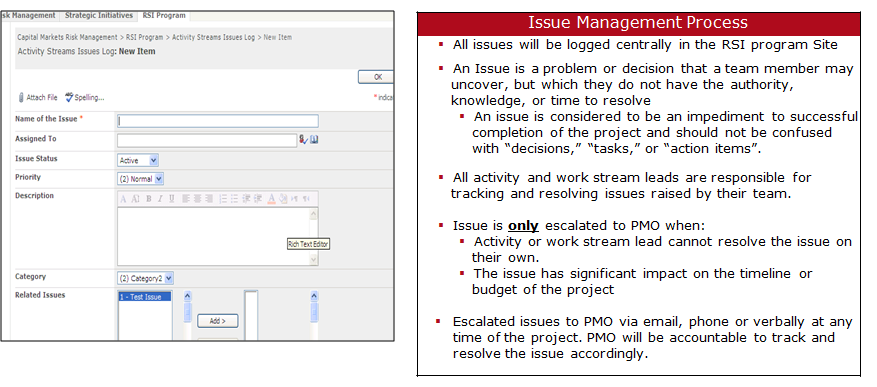 sk Management Strategic Initiatives RSI Program
Capital Markets Risk Management > RSI Program > Activity Streams Issues Log > New Item
Activity Streams Issues Log: New Item
OK
Attach File Spelling... * indica
Name of the Issue *
Assigned To
Issue Status Active
Priority (2) Normal
Description
A A B I U
Rich Text Editor
Category (2) Category2
Related Issues 1 - Test Issue
Add >
Issue Management Process
▪ All issues will be logged centrally in the RSI program Site
▪ An Issue is a problem or decision that a team member may
uncover, but which they do not have the authority,
knowledge, or time to resolve
▪ An issue is considered to be an impediment to successful
completion of the project and should not be confused
with “decisions,” “tasks,” or “action items”.
▪ All activity and work stream leads are responsible for
tracking and resolving issues raised by their team.
▪ Issue is only escalated to PMO when:
▪ Activity or work stream lead cannot resolve the issue on
their own.
▪ The issue has significant impact on the timeline or
budget of the project
▪ Escalated issues to PMO via email, phone or verbally at any
time of the project. PMO will be accountable to track and
resolve the issue accordingly.